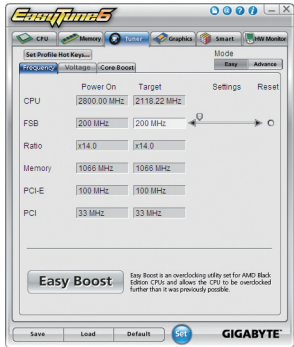 EasyTune6
CPU Memory Tuner Graphics Smart HW Monitor
Set Profile Hot Keys... Mode
Easy Advance
Frequency Voltage Core Boost
Power On Target Settings Reset
CPU 2800.00 MHz 2118.22 MHz
FSB 200 MHz 200 MHz
Ratio x14.0 x14.0
Memory 1066 MHz 1066 MHz
PCI-E 100 MHz 100 MHz
PCI 33 MHz 33 MHz
Easy Boost
Easy Boost is an overclocking utility set for AMD Black
Edition CPUs and allows the CPU to be overclocked
further than it was previously possible.
Save Load Default Set GIGABYTE